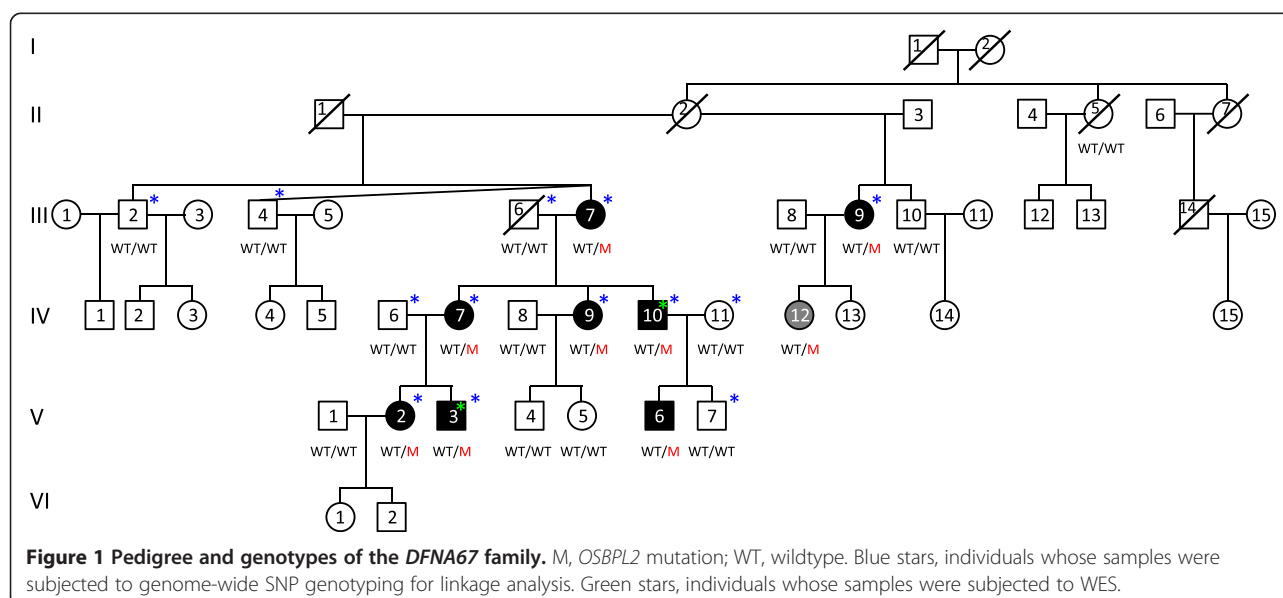 I
1 2
II
1 2 3 4 5 6 7
WT/WT
III
1 2 * 3 4 * 5 6 * 7 * 8 9 * 10 11 12 13 14 15
WT/WT WT/WT WT/WT WT/M WT/WT WT/M WT/WT
IV
1 2 3 4 5 6 * 7 * 8 9 * 10 * * 11 * 12 13 14 15
WT/WT WT/M WT/WT WT/M WT/M WT/WT WT/M
V
1 2 * 3 * * 4 5 6 7 *
WT/WT WT/M WT/M WT/WT WT/WT WT/M WT/WT
VI
1 2
Figure 1 Pedigree and genotypes of the DFNA67 family. M, OSBPL2 mutation; WT, wildtype. Blue stars, individuals whose samples were
subjected to genome-wide SNP genotyping for linkage analysis. Green stars, individuals whose samples were subjected to WES.